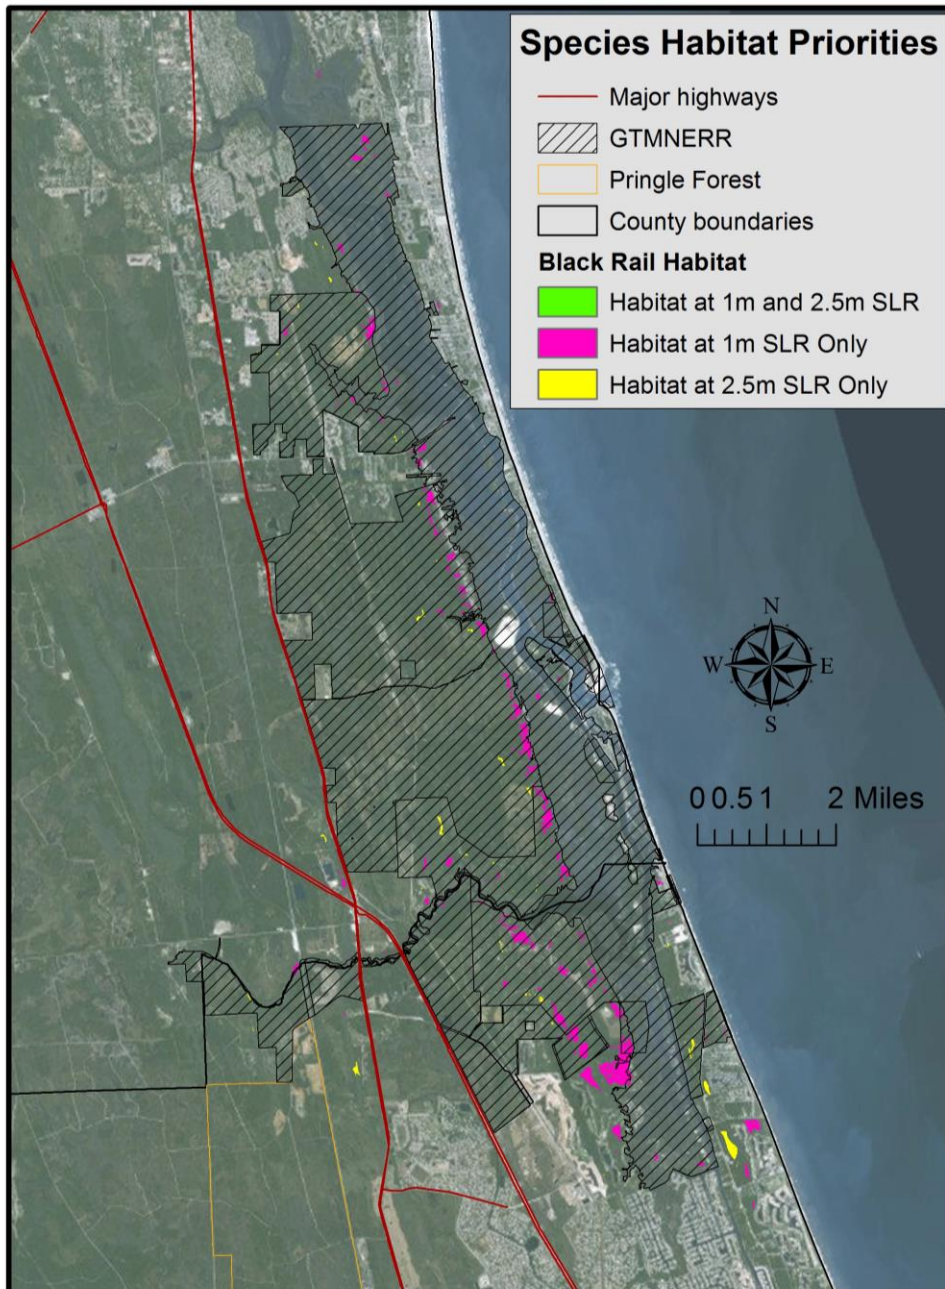 Species Habitat Priorities
Major highways
GTMNERR
Pringle Forest
County boundaries
Black Rail Habitat
Habitat at 1m and 2.5m SLR
Habitat at 1m SLR Only
Habitat at 2.5m SLR Only
N
W E
S
0 0.5 1 2 Miles